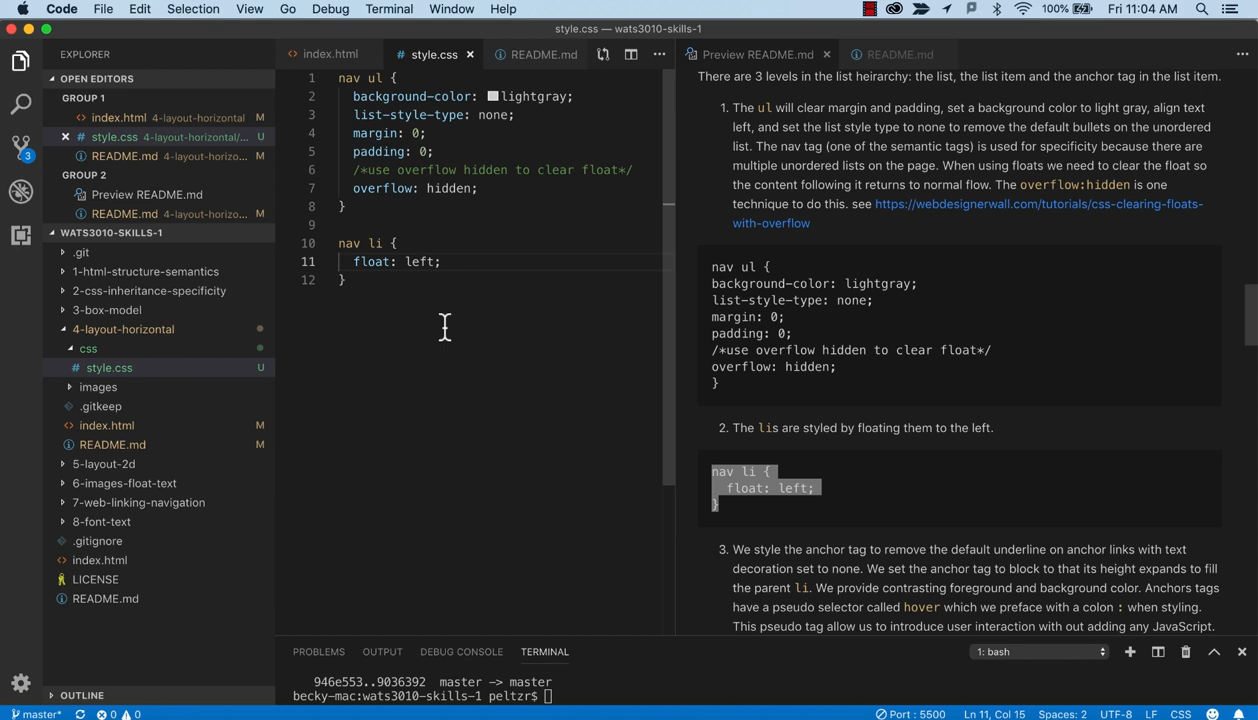 Code File Edit Selection View Go Debug Terminal Window Help 100% Fri 11:04 AM
style.css — wats3010-skills-1
EXPLORER
OPEN EDITORS
GROUP 1
index.html 4-layout-horizontal M
style.css 4-layout-horizontal/... U
README.md 4-layout-horizo... M
GROUP 2
Preview README.md
README.md 4-layout-horizo... M
WATS3010-SKILLS-1
.git
1-html-structure-semantics
2-css-inheritance-specificity
3-box-model
4-layout-horizontal
css
style.css U
images
.gitkeep
index.html M
README.md M
5-layout-2d
6-images-float-text
7-web-linking-navigation
8-font-text
.gitignore
index.html
LICENSE
README.md
OUTLINE
3
index.html style.css README.md
1 nav ul {
2 background-color: lightgray;
3 list-style-type: none;
4 margin: 0;
5 padding: 0;
6 /*use overflow hidden to clear float*/
7 overflow: hidden;
8 }
9
10 nav li {
11 float: left;
12 }
Preview README.md README.md
There are 3 levels in the list heirarchy: the list, the list item and the anchor tag in the list item.
1. The ul will clear margin and padding, set a background color to light gray, align text
left, and set the list style type to none to remove the default bullets on the unordered
list. The nav tag (one of the semantic tags) is used for specificity because there are
multiple unordered lists on the page. When using floats we need to clear the float so
the content following it returns to normal flow. The overflow:hidden is one
technique to do this. see https://webdesignerwall.com/tutorials/css-clearing-floats-
with-overflow
nav ul {
background-color: lightgray;
list-style-type: none;
margin: 0;
padding: 0;
/*use overflow hidden to clear float*/
overflow: hidden;
}
2. The lis are styled by floating them to the left.
nav li {
float: left;
}
3. We style the anchor tag to remove the default underline on anchor links with text
decoration set to none. We set the anchor tag to block to that its height expands to fill
the parent li. We provide contrasting foreground and background color. Anchors tags
have a pseudo selector called hover which we preface with a colon : when styling.
This pseudo tag allow us to introduce user interaction with out adding any JavaScript.
PROBLEMS OUTPUT DEBUG CONSOLE TERMINAL 1: bash
946e553..9036392 master -> master
becky-mac:wats3010-skills-1 peltzr$
master* 0 0 Port : 5500 Ln 11, Col 15 Spaces: 2 UTF-8 LF CSS